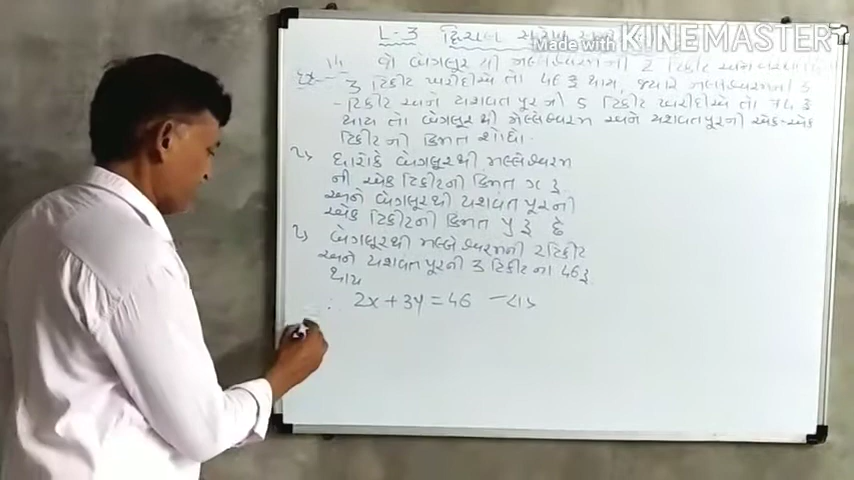 L-3 દ્વિચલ
Made with KINEMASTER
જો બેંગલૂર થી મલ્લેશ્વરમની 2 ટિકિટ અને
3 ટિકિટ ખરીદીએ તો 46 રૂ થાય, જ્યારે મલ્લેશ્વરમની 3
- ટિકીટ અને યશવંતપુરની 5 ટિકીટ ખરીદીએ તો 74 રૂ
થાય તો બેંગલૂરથી મલ્લેશ્વરમ અને યશવંતપુરની એક-એક
ટિકિટની કિંમત શોધો.
ધારોકે બેંગલૂરથી મલ્લેશ્વરમ
ની એક ટિકીટની કિંમત x રૂ
અને બેંગલૂરથી યશવંતપૂરની
એક ટિકીટની કિંમત y રૂ છે
બેંગલૂરથી મલ્લેશ્વરમની 2 ટિકીટ
અને યશવંતપૂરની 3 ટિકીટ ના 46 રૂ
થાય
∴ 2x + 3y = 46